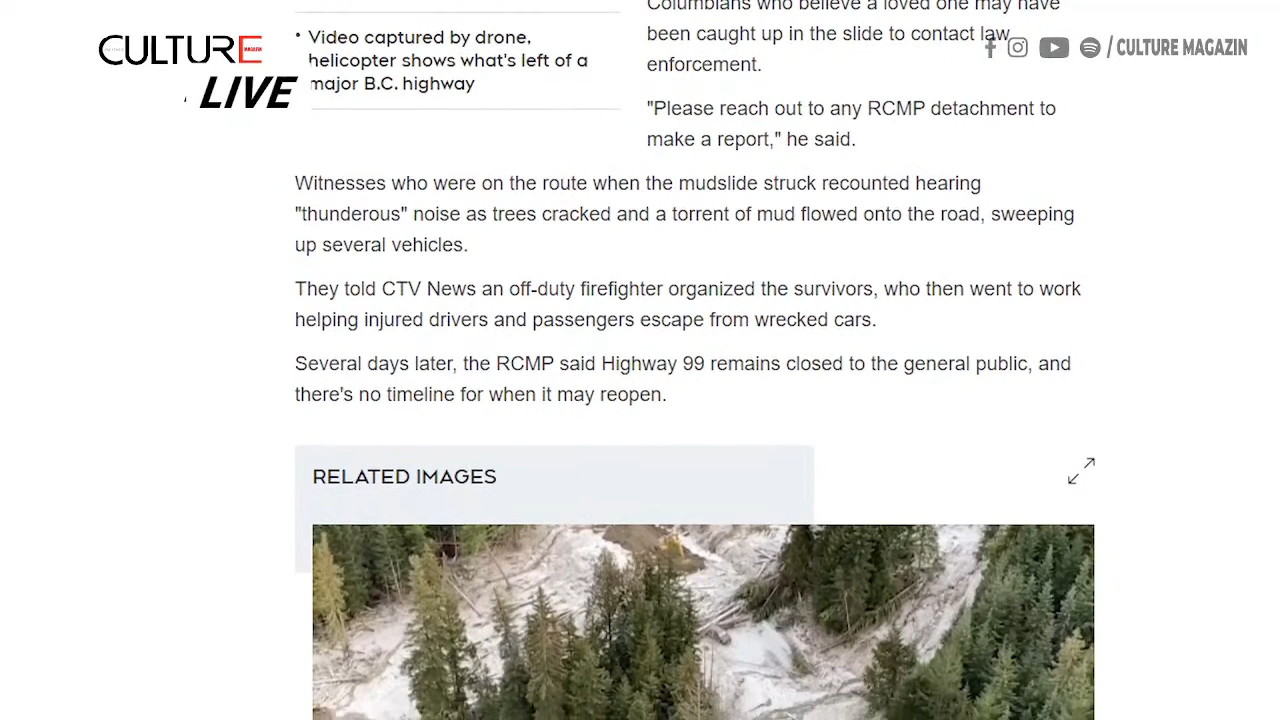 CULTURE
MAGAZIN
LIVE
/ CULTURE MAGAZIN
• Video captured by drone,
helicopter shows what's left of a
major B.C. highway
Columbians who believe a loved one may have
been caught up in the slide to contact law
enforcement.
"Please reach out to any RCMP detachment to
make a report," he said.
Witnesses who were on the route when the mudslide struck recounted hearing
"thunderous" noise as trees cracked and a torrent of mud flowed onto the road, sweeping
up several vehicles.
They told CTV News an off-duty firefighter organized the survivors, who then went to work
helping injured drivers and passengers escape from wrecked cars.
Several days later, the RCMP said Highway 99 remains closed to the general public, and
there's no timeline for when it may reopen.
RELATED IMAGES